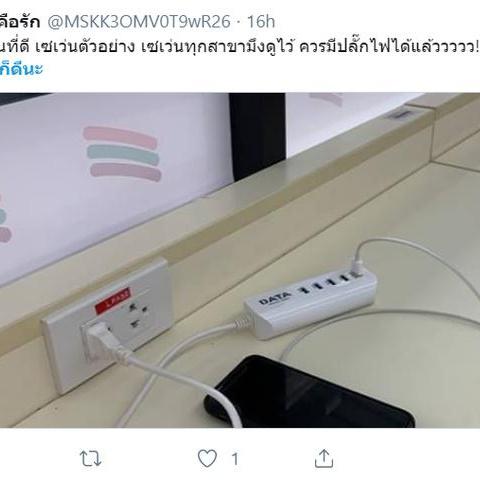 คือรัก @MSKK3OMV0T9wR26 · 16h
นที่ดี เซเว่นตัวอย่าง เซเว่นทุกสาขามึงดูไว้ ควรมีปลั๊กไฟได้แล้วววววว!
ก็ดีนะ
L.PA32
DATA
1